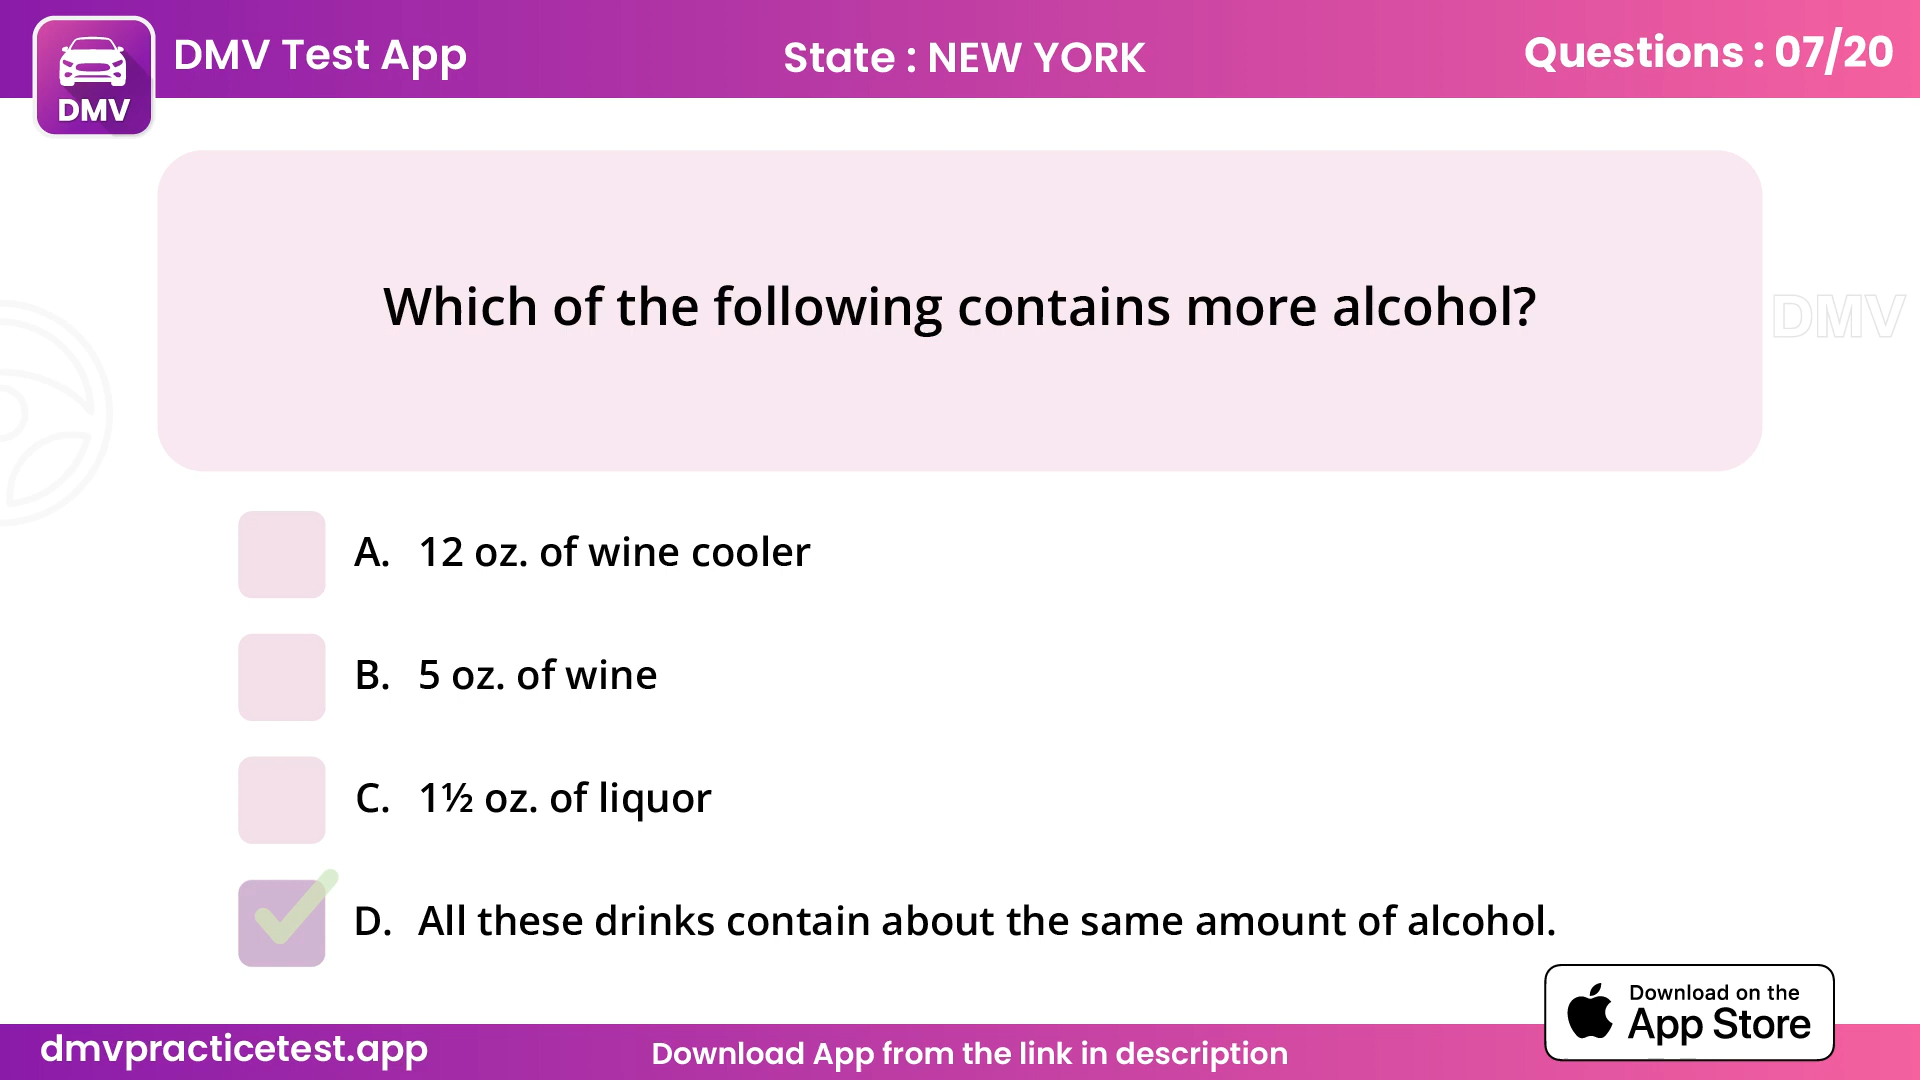 DMV Test App
State : NEW YORK
Questions : 07/20
DMV
Which of the following contains more alcohol?
DMV
A. 12 oz. of wine cooler
B. 5 oz. of wine
C. 1½ oz. of liquor
D. All these drinks contain about the same amount of alcohol.
Download on the
App Store
dmvpracticetest.app
Download App from the link in description